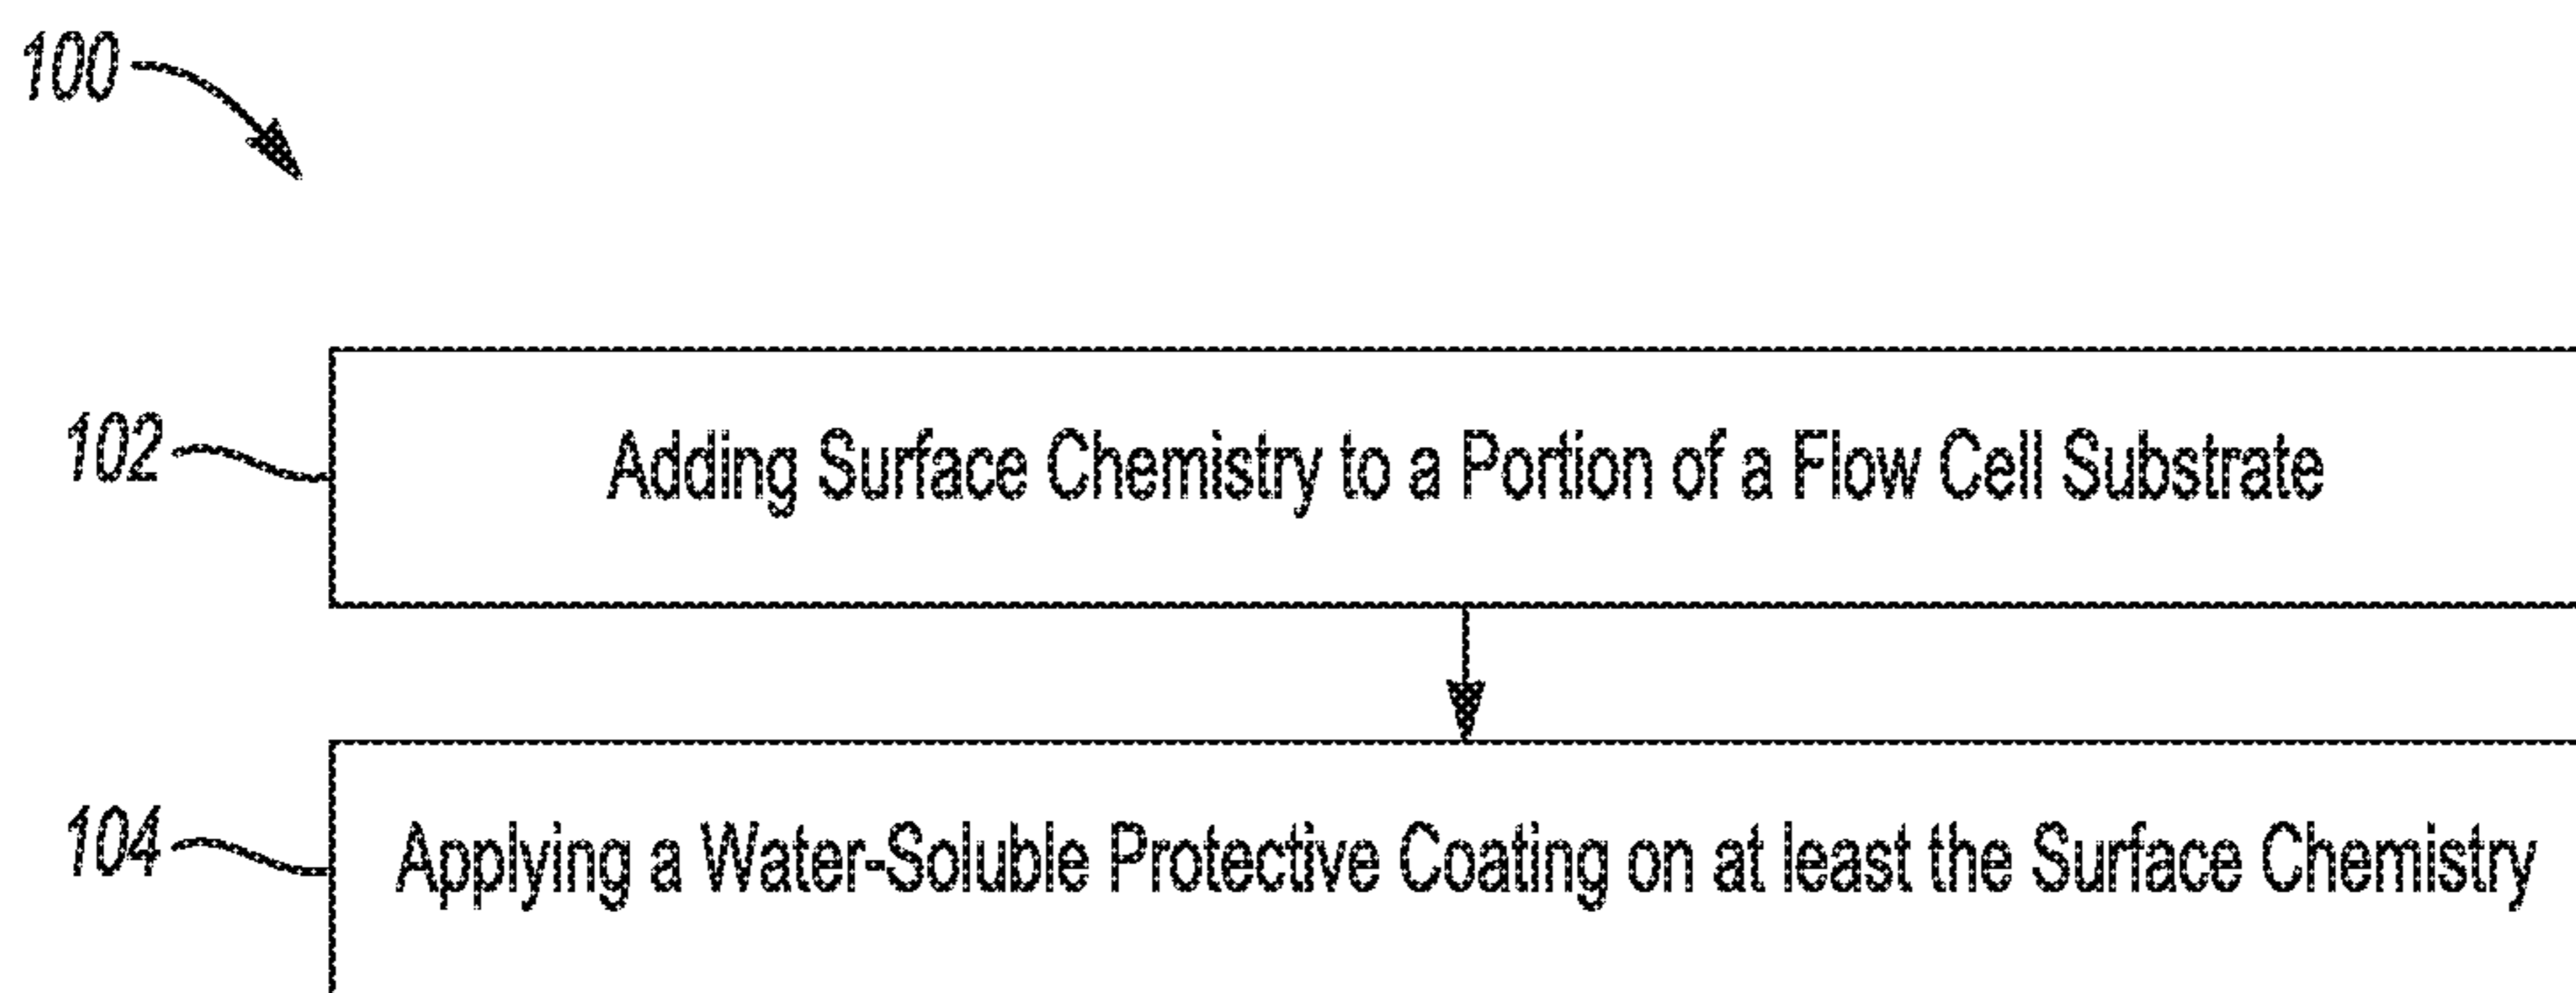 100
102 Adding Surface Chemistry to a Portion of a Flow Cell Substrate
104 Applying a Water-Soluble Protective Coating on at least the Surface Chemistry